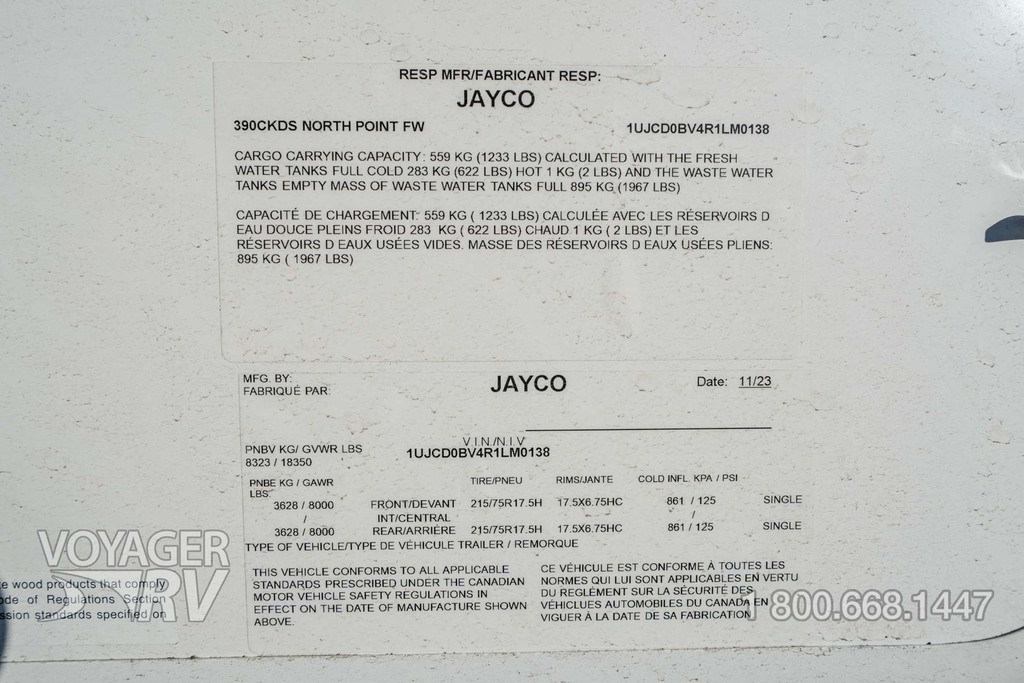 RESP MFR/FABRICANT RESP:
JAYCO
390CKDS NORTH POINT FW 1UJCD0BV4R1LM0138
CARGO CARRYING CAPACITY: 559 KG (1233 LBS) CALCULATED WITH THE FRESH
WATER TANKS FULL COLD 283 KG (622 LBS) HOT 1 KG (2 LBS) AND THE WASTE WATER
TANKS EMPTY MASS OF WASTE WATER TANKS FULL 895 KG (1967 LBS)
CAPACITÉ DE CHARGEMENT: 559 KG ( 1233 LBS) CALCULÉE AVEC LES RÉSERVOIRS D
EAU DOUCE PLEINS FROID 283 KG ( 622 LBS) CHAUD 1 KG ( 2 LBS) ET LES
RÉSERVOIRS D EAUX USÉES VIDES. MASSE DES RÉSERVOIRS D EAUX USÉES PLIENS:
895 KG ( 1967 LBS)
MFG. BY: JAYCO Date: 11/23
FABRIQUÉ PAR:
V.I.N./N.I.V
PNBV KG/ GVWR LBS 1UJCD0BV4R1LM0138
8323 / 18350
PNBE KG / GAWR TIRE/PNEU RIMS/JANTE COLD INFL. KPA / PSI
LBS:
3628 / 8000 FRONT/DEVANT 215/75R17.5H 17.5X6.75HC 861 / 125 SINGLE
/ INT/CENTRAL /
3628 / 8000 REAR/ARRIÈRE 215/75R17.5H 17.5X6.75HC 861 / 125 SINGLE
TYPE OF VEHICLE/TYPE DE VÉHICULE TRAILER / REMORQUE
THIS VEHICLE CONFORMS TO ALL APPLICABLE
STANDARDS PRESCRIBED UNDER THE CANADIAN
MOTOR VEHICLE SAFETY REGULATIONS IN
EFFECT ON THE DATE OF MANUFACTURE SHOWN
ABOVE.
CE VÉHICULE EST CONFORME À TOUTES LES
NORMES QUI LUI SONT APPLICABLES EN VERTU
DU REGLÉMENT SUR LA SÉCURITÉ DES
VÉHICLUES AUTOMOBILES DU CANADA EN
VIGUER À LA DATE DE SA FABRICATION
wood products that comply
of Regulations Section
standards specified on
VOYAGER
RV
1 800.668.1447